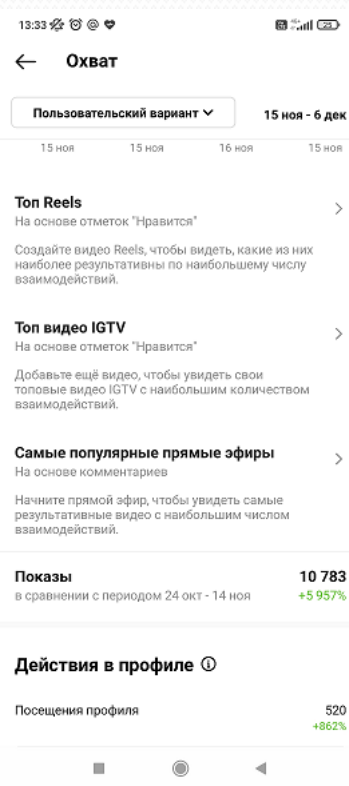 13:33
25
Охват
Пользовательский вариант
15 ноя - 6 дек
15 ноя 15 ноя 16 ноя 15 ноя
Топ Reels
На основе отметок "Нравится"
Создайте видео Reels, чтобы видеть, какие из них
наиболее результативны по наибольшему числу
взаимодействий.
Топ видео IGTV
На основе отметок "Нравится"
Добавьте ещё видео, чтобы увидеть свои
топовые видео IGTV с наибольшим количеством
взаимодействий.
Самые популярные прямые эфиры
На основе комментариев
Начните прямой эфир, чтобы увидеть самые
результативные видео с наибольшим числом
взаимодействий.
Показы 10 783
в сравнении с периодом 24 окт - 14 ноя +5 957%
Действия в профиле
Посещения профиля 520
+862%